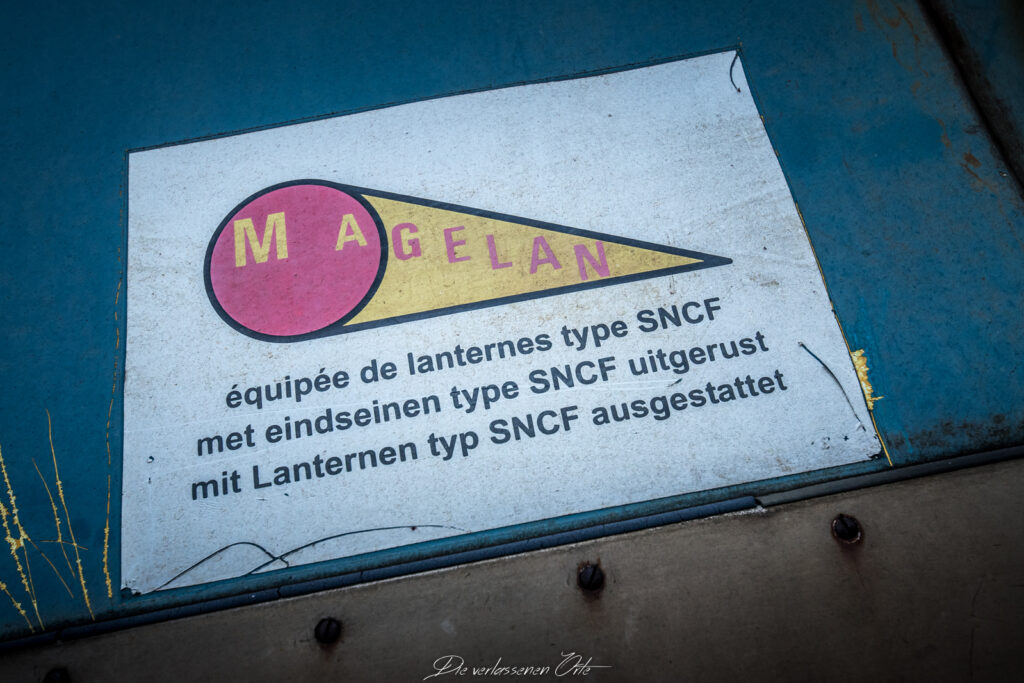 MAGELAN
équipée de lanternes type SNCF
met eindseinen type SNCF uitgerust
mit Lanternen typ SNCF ausgestattet
Die verlassenen Orte